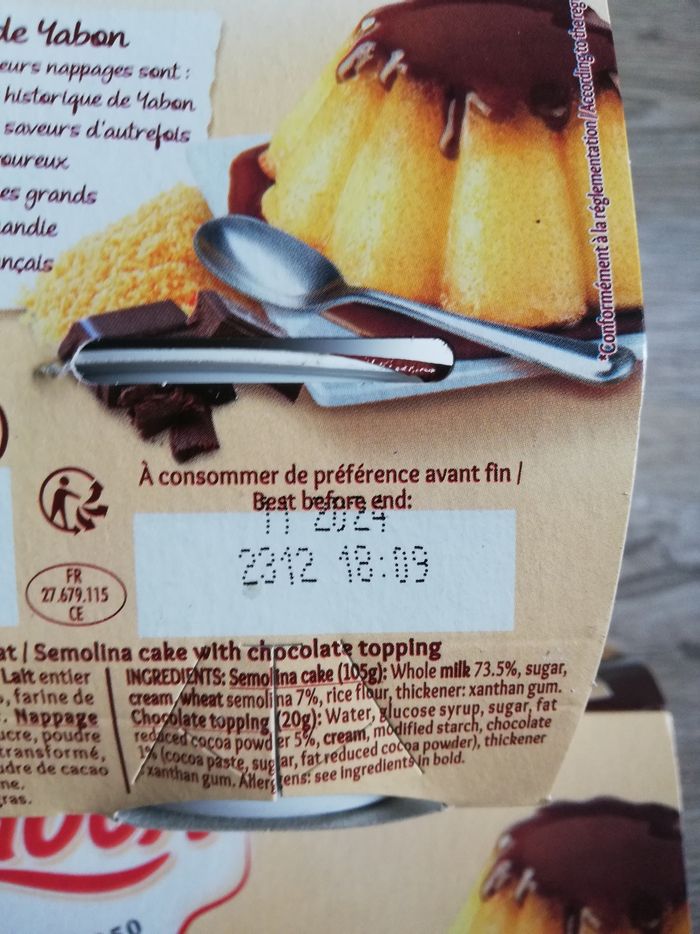 de Yabon
eurs nappages sont :
historique de Yabon
saveurs d'autrefois
oureux
es grands
andie
nçais
*Conformément à la réglementation/According to the reg
À consommer de préférence avant fin /
Best before end:
11 2024
2312 18:09
FR
27.679.115
CE
at / Semolina cake with chocolate topping
Lait entier
, farine de
. Nappage
ucre, poudre
transformé,
udre de cacao
ne.
ras.
INGREDIENTS: Semolina cake (105g): Whole milk 73.5%, sugar,
cream, wheat semolina 7%, rice flour, thickener: xanthan gum.
Chocolate topping (20g): Water, glucose syrup, sugar, fat
reduced cocoa powder 5%, cream, modified starch, chocolate
1% (cocoa paste, sugar, fat reduced cocoa powder), thickener
xanthan gum. Allergens: see ingredients in bold.
50